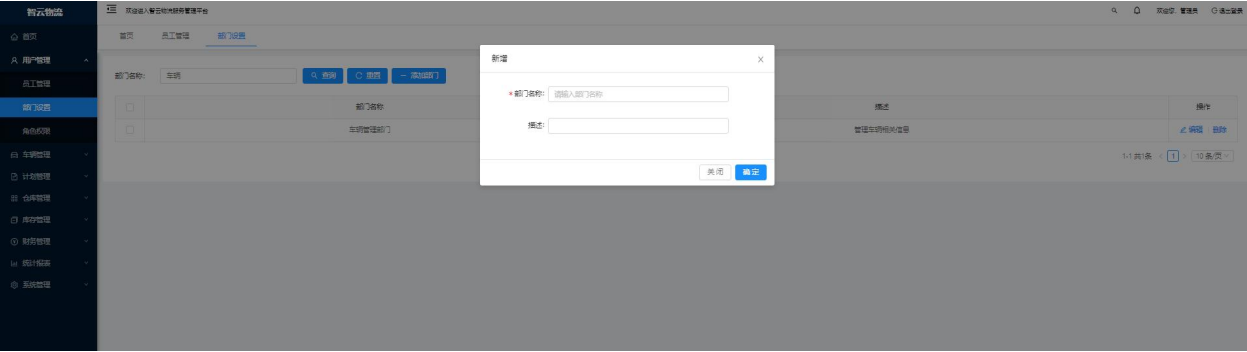 智云物流
欢迎进入智云物流服务管理平台
欢迎您 管理员 退出登录
首页
用户管理
员工管理
部门设置
角色权限
车辆管理
计划管理
仓库管理
库存管理
财务管理
统计报表
系统管理
首页 员工管理 部门设置
部门名称: 车辆 查询 重置 添加部门
部门名称 描述 操作
车辆管理部门 管理车辆相关信息 编辑 删除
1-1 共1条 < 1 > 10 条/页
新增
* 部门名称: 请输入部门名称
描述:
关闭 确定